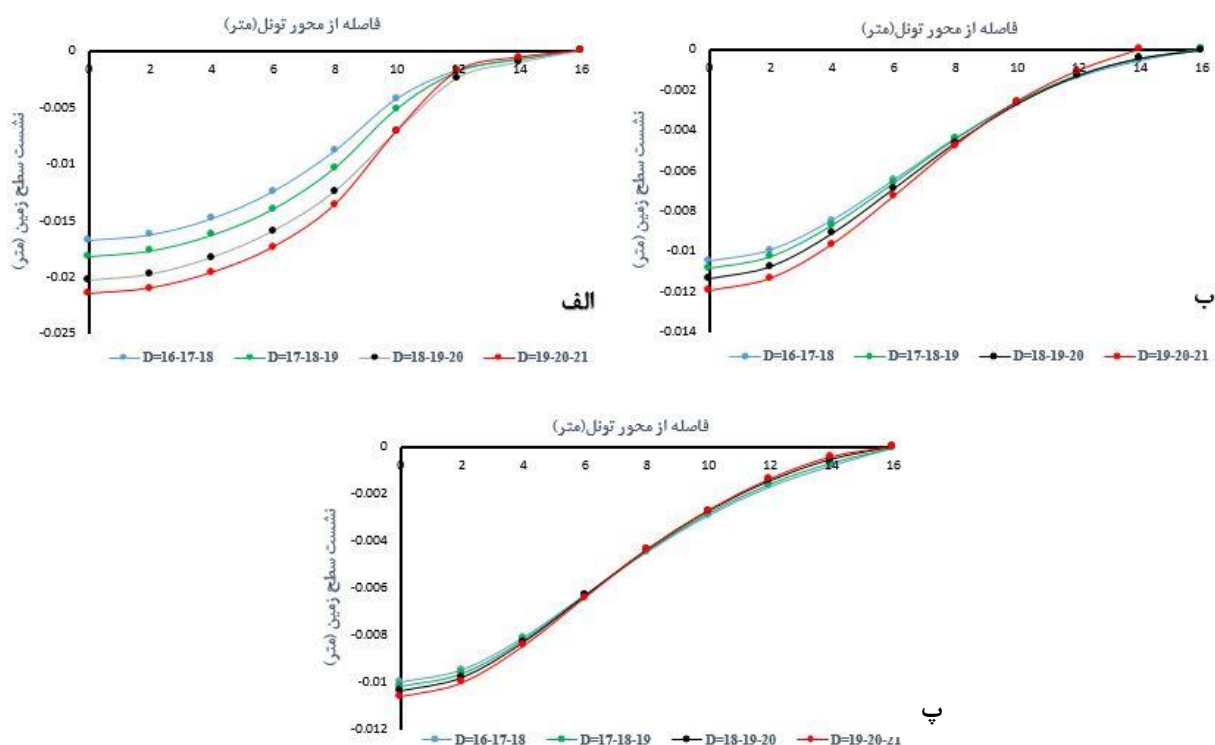 فاصله از محور تونل(متر)
0 2 4 6 8 10 12 14 16
0
-0.005
-0.01
-0.015
-0.02
-0.025
نشست سطح زمین (متر)
الف
D=16-17-18 D=17-18-19 D=18-19-20 D=19-20-21
فاصله از محور تونل(متر)
0 2 4 6 8 10 12 14 16
0
-0.002
-0.004
-0.006
-0.008
-0.01
-0.012
-0.014
نشست سطح زمین (متر)
ب
D=16-17-18 D=17-18-19 D=18-19-20 D=19-20-21
فاصله از محور تونل(متر)
0 2 4 6 8 10 12 14 16
0
-0.002
-0.004
-0.006
-0.008
-0.01
-0.012
نشست سطح زمین (متر)
پ
D=16-17-18 D=17-18-19 D=18-19-20 D=19-20-21